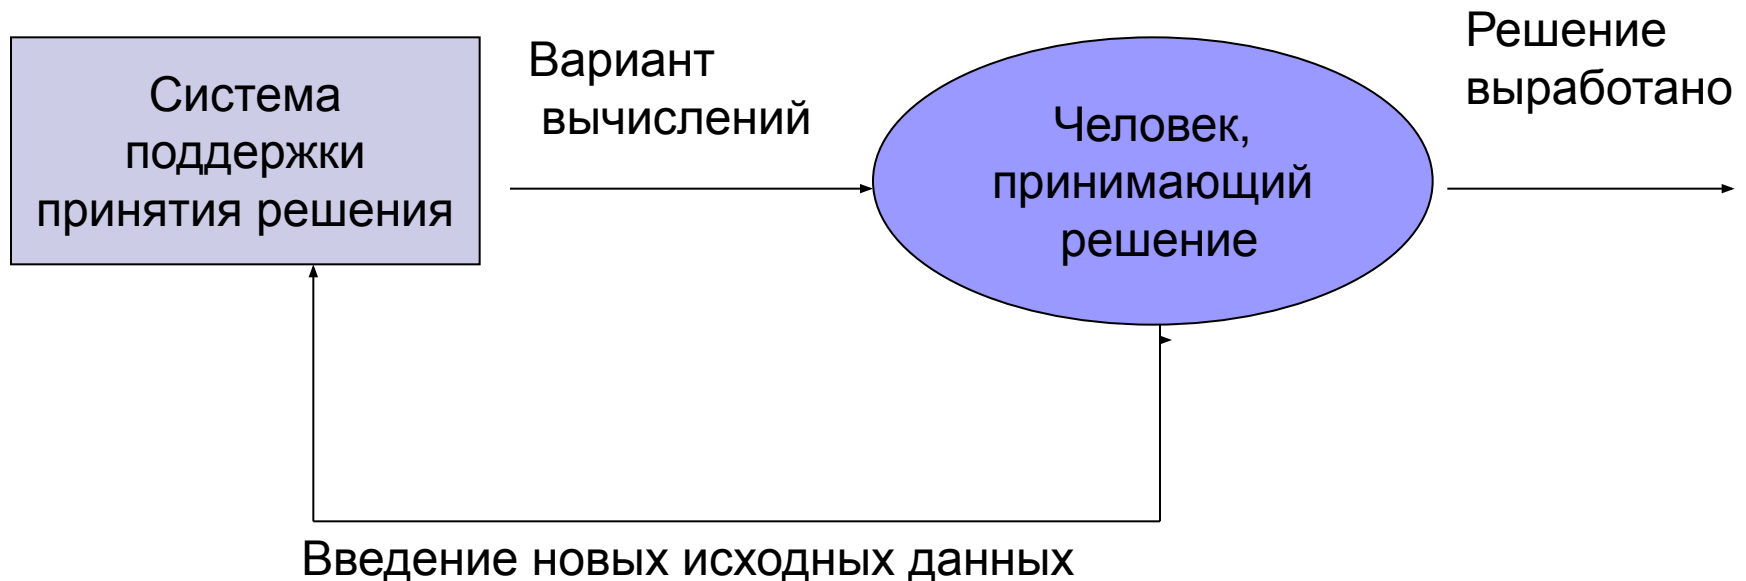 Система
поддержки
принятия решения
Вариант
вычислений
Человек,
принимающий
решение
Решение
выработано
Введение новых исходных данных